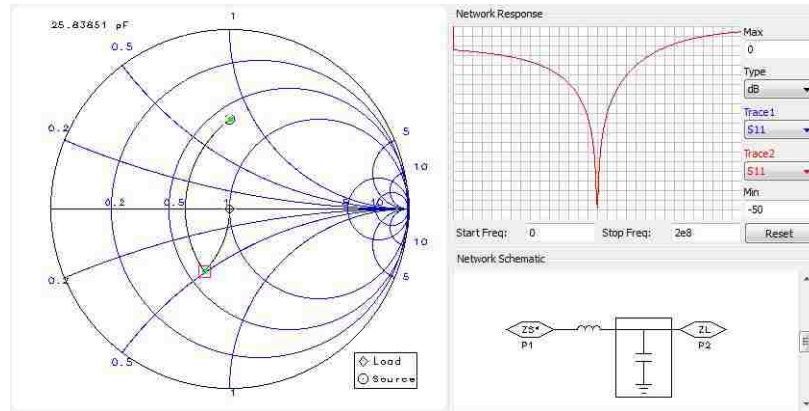 25.83851 pF
1
0.5
0.2
0.2 0.5 1 5 10
5
10
10
5
0.2
0.5
1
Load
Source
Network Response
Max
0
Type
dB
Trace1
S11
Trace2
S11
Min
-50
Start Freq: 0 Stop Freq: 2e8 Reset
Network Schematic
ZS*
P1
ZL
P2